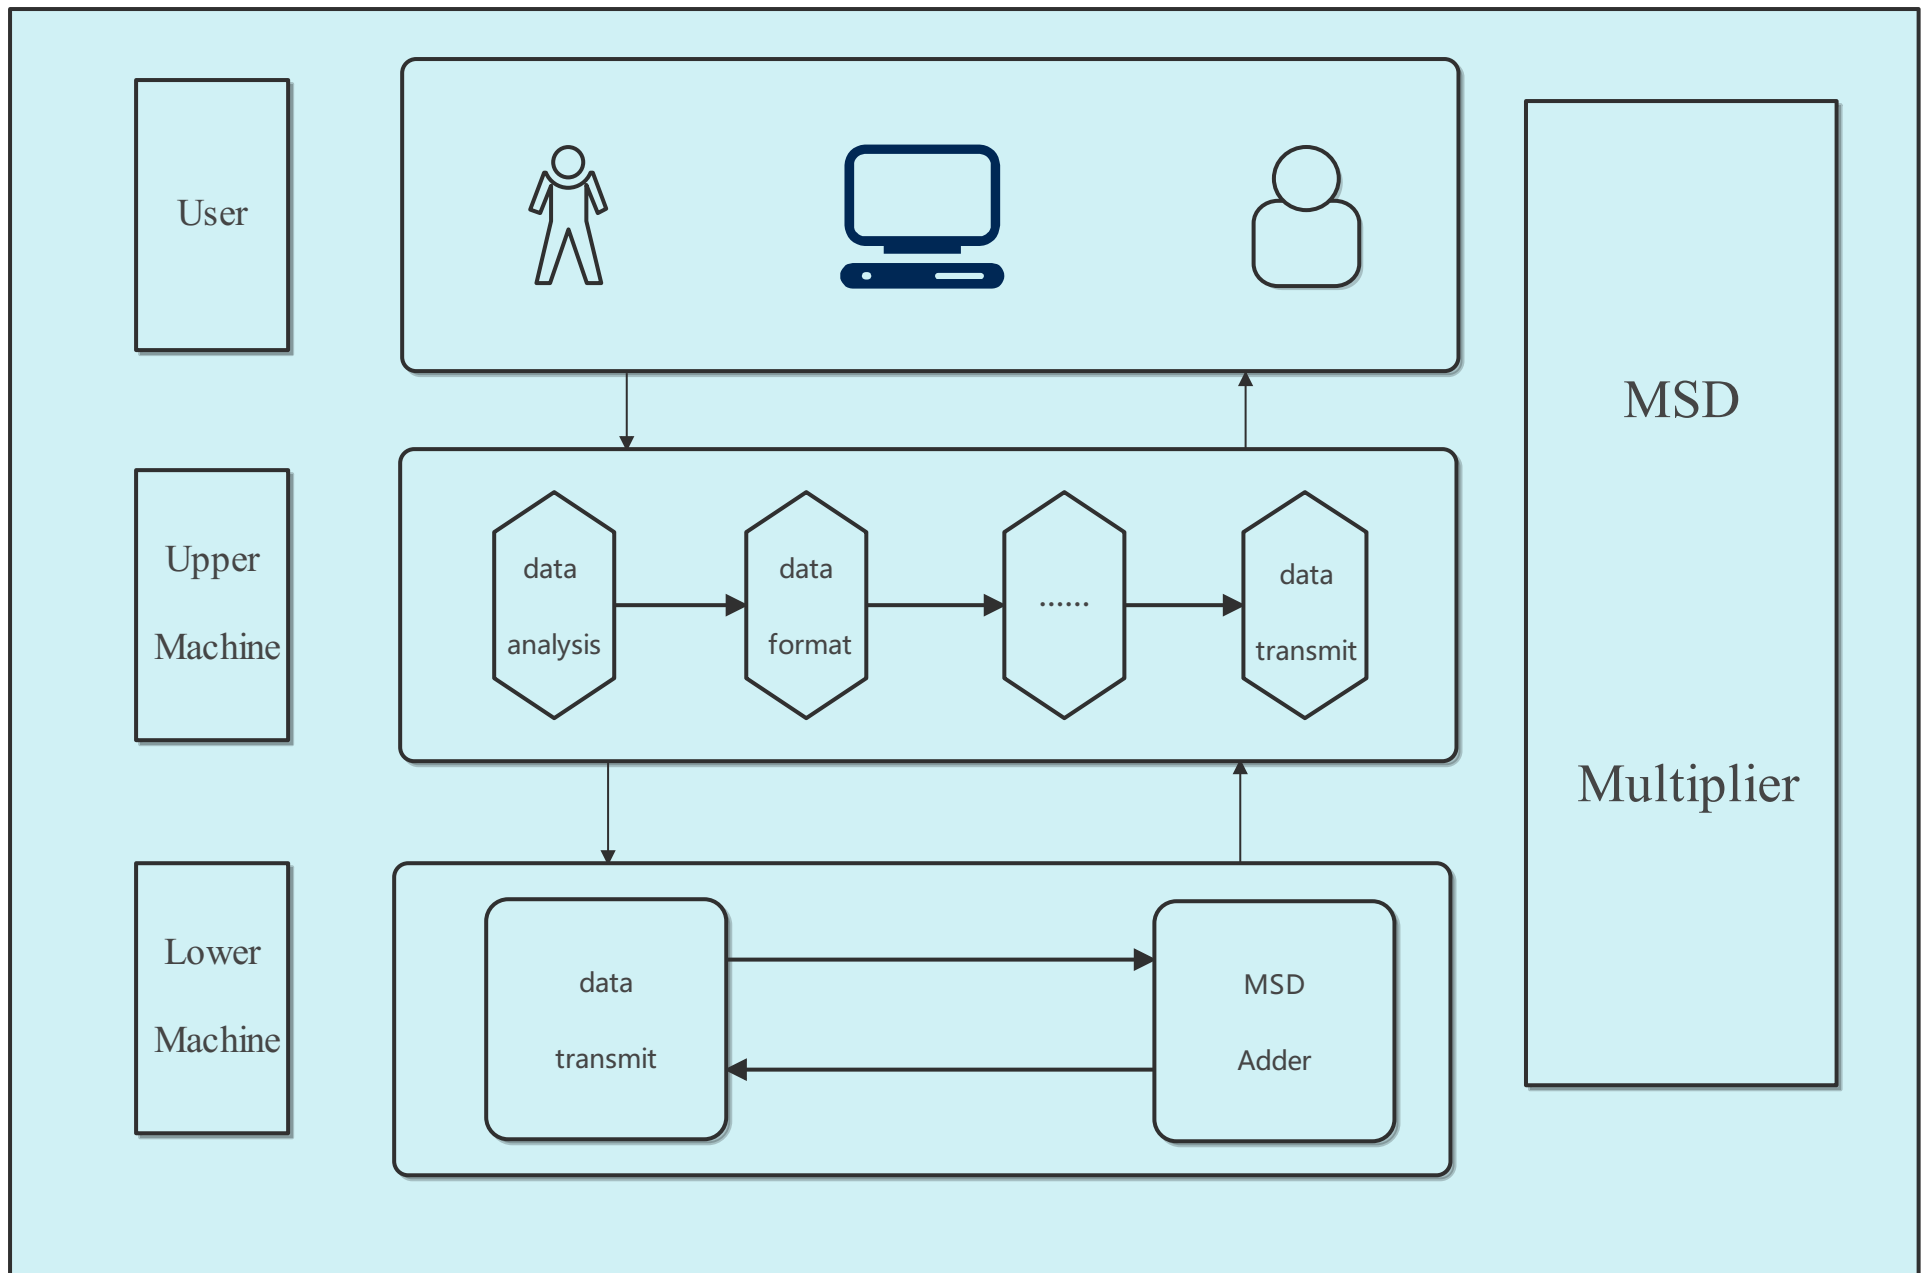 User
MSD
Multiplier
Upper
Machine
data
analysis
data
format
······
data
transmit
Lower
Machine
data
transmit
MSD
Adder